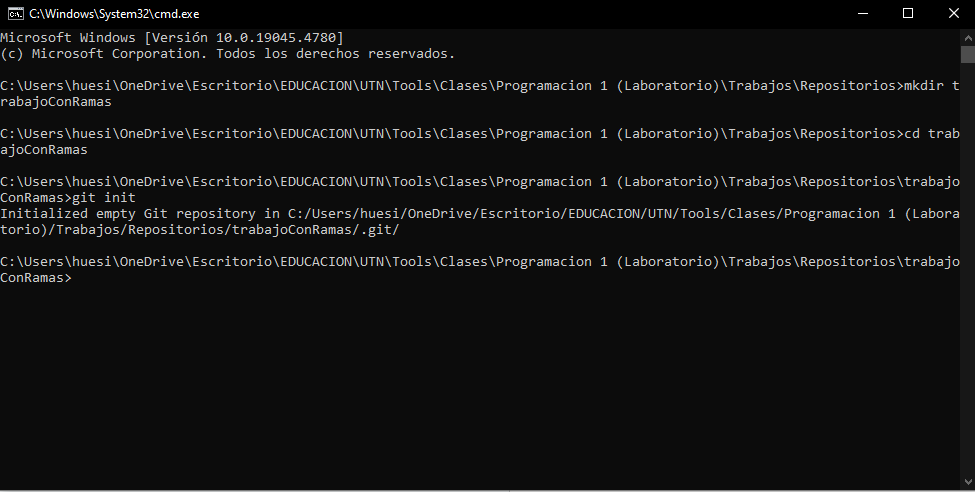 C:\Windows\System32\cmd.exe
Microsoft Windows [Versión 10.0.19045.4780]
(c) Microsoft Corporation. Todos los derechos reservados.
C:\Users\huesi\OneDrive\Escritorio\EDUCACION\UTN\Tools\Clases\Programacion 1 (Laboratorio)\Trabajos\Repositorios>mkdir t
rabajoConRamas
C:\Users\huesi\OneDrive\Escritorio\EDUCACION\UTN\Tools\Clases\Programacion 1 (Laboratorio)\Trabajos\Repositorios>cd trab
ajoConRamas
C:\Users\huesi\OneDrive\Escritorio\EDUCACION\UTN\Tools\Clases\Programacion 1 (Laboratorio)\Trabajos\Repositorios\trabajo
ConRamas>git init
Initialized empty Git repository in C:/Users/huesi/OneDrive/Escritorio/EDUCACION/UTN/Tools/Clases/Programacion 1 (Labora
torio)/Trabajos/Repositorios/trabajoConRamas/.git/
C:\Users\huesi\OneDrive\Escritorio\EDUCACION\UTN\Tools\Clases\Programacion 1 (Laboratorio)\Trabajos\Repositorios\trabajo
ConRamas>